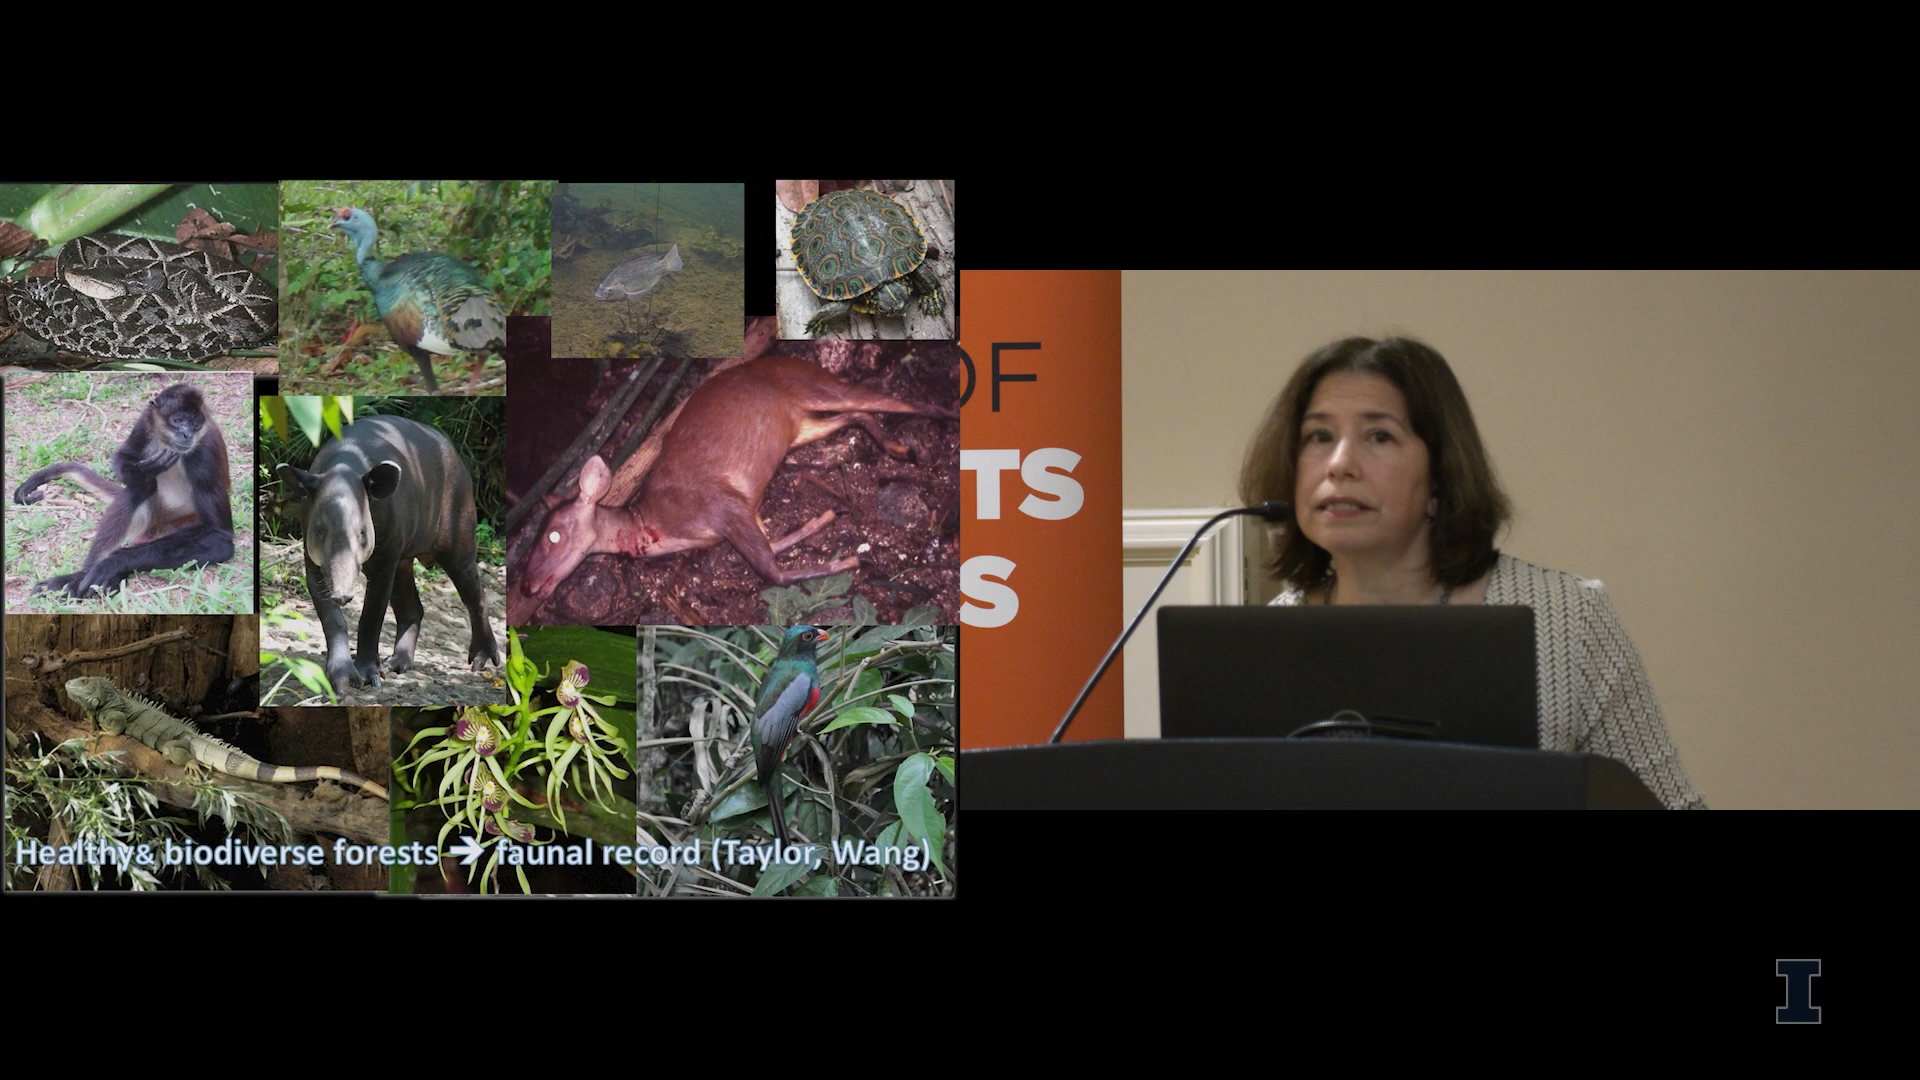 Healthy& biodiverse forests ➔ faunal record (Taylor, Wang)
OF
TS
S
I